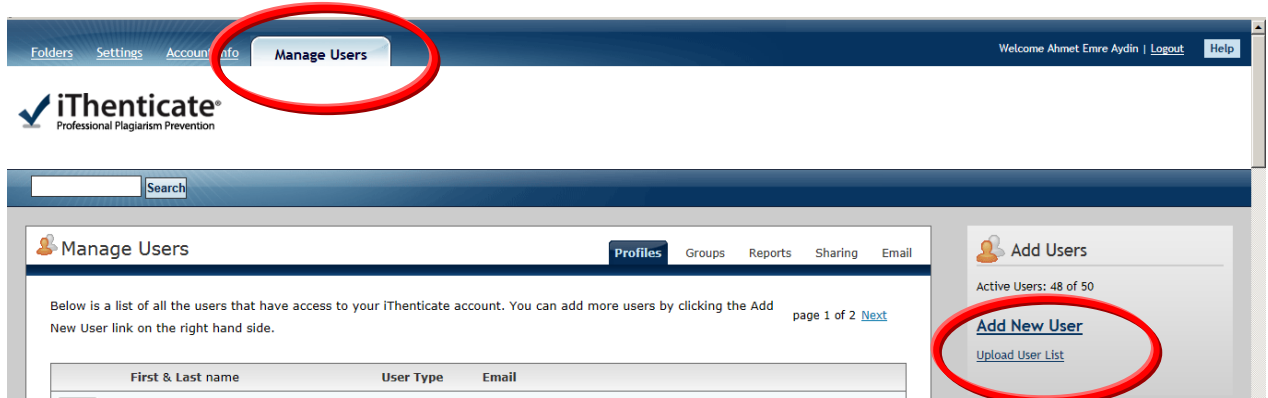 Folders Settings Account Info Manage Users Welcome Ahmet Emre Aydin | Logout Help
iThenticate®
Professional Plagiarism Prevention
Search
Manage Users Profiles Groups Reports Sharing Email
Below is a list of all the users that have access to your iThenticate account. You can add more users by clicking the Add
New User link on the right hand side.
page 1 of 2 Next
First & Last name User Type Email
Add Users
Active Users: 48 of 50
Add New User
Upload User List